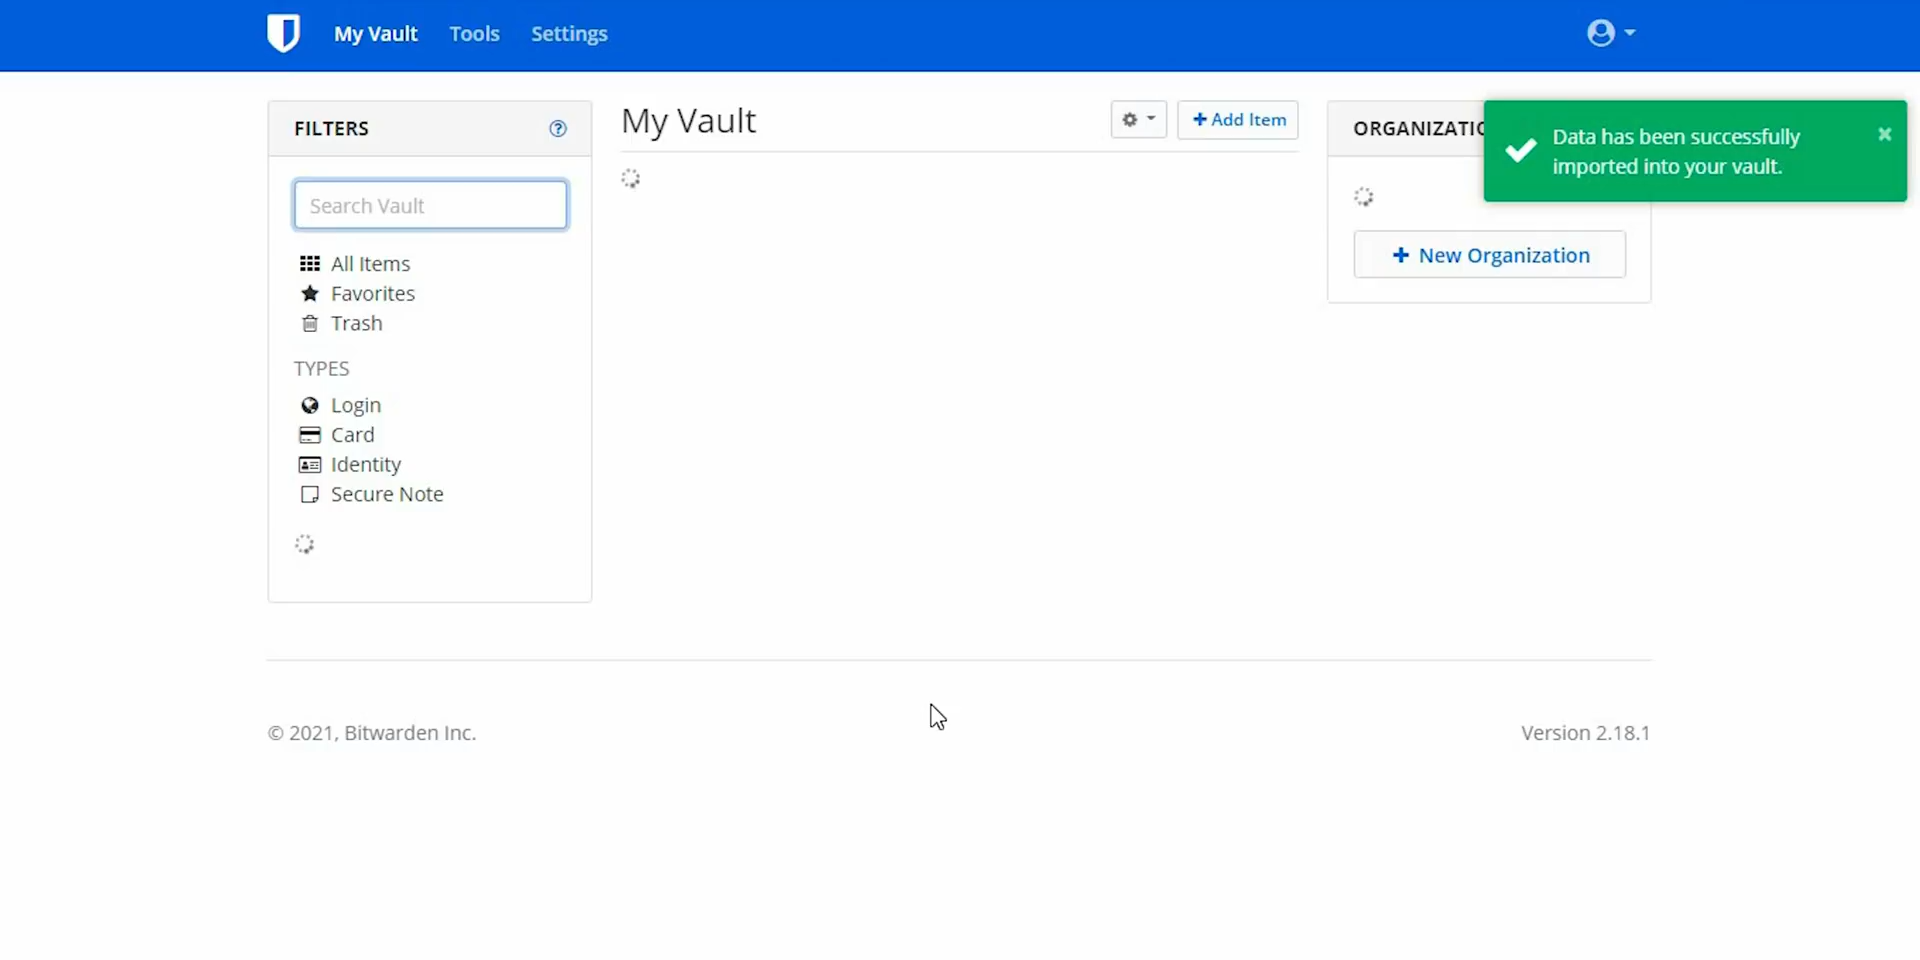 My Vault
Tools
Settings
FILTERS
Search Vault
All Items
Favorites
Trash
TYPES
Login
Card
Identity
Secure Note
My Vault
Add Item
New Organization
Data has been successfully
imported into your vault.
© 2021, Bitwarden Inc.
Version 2.18.1